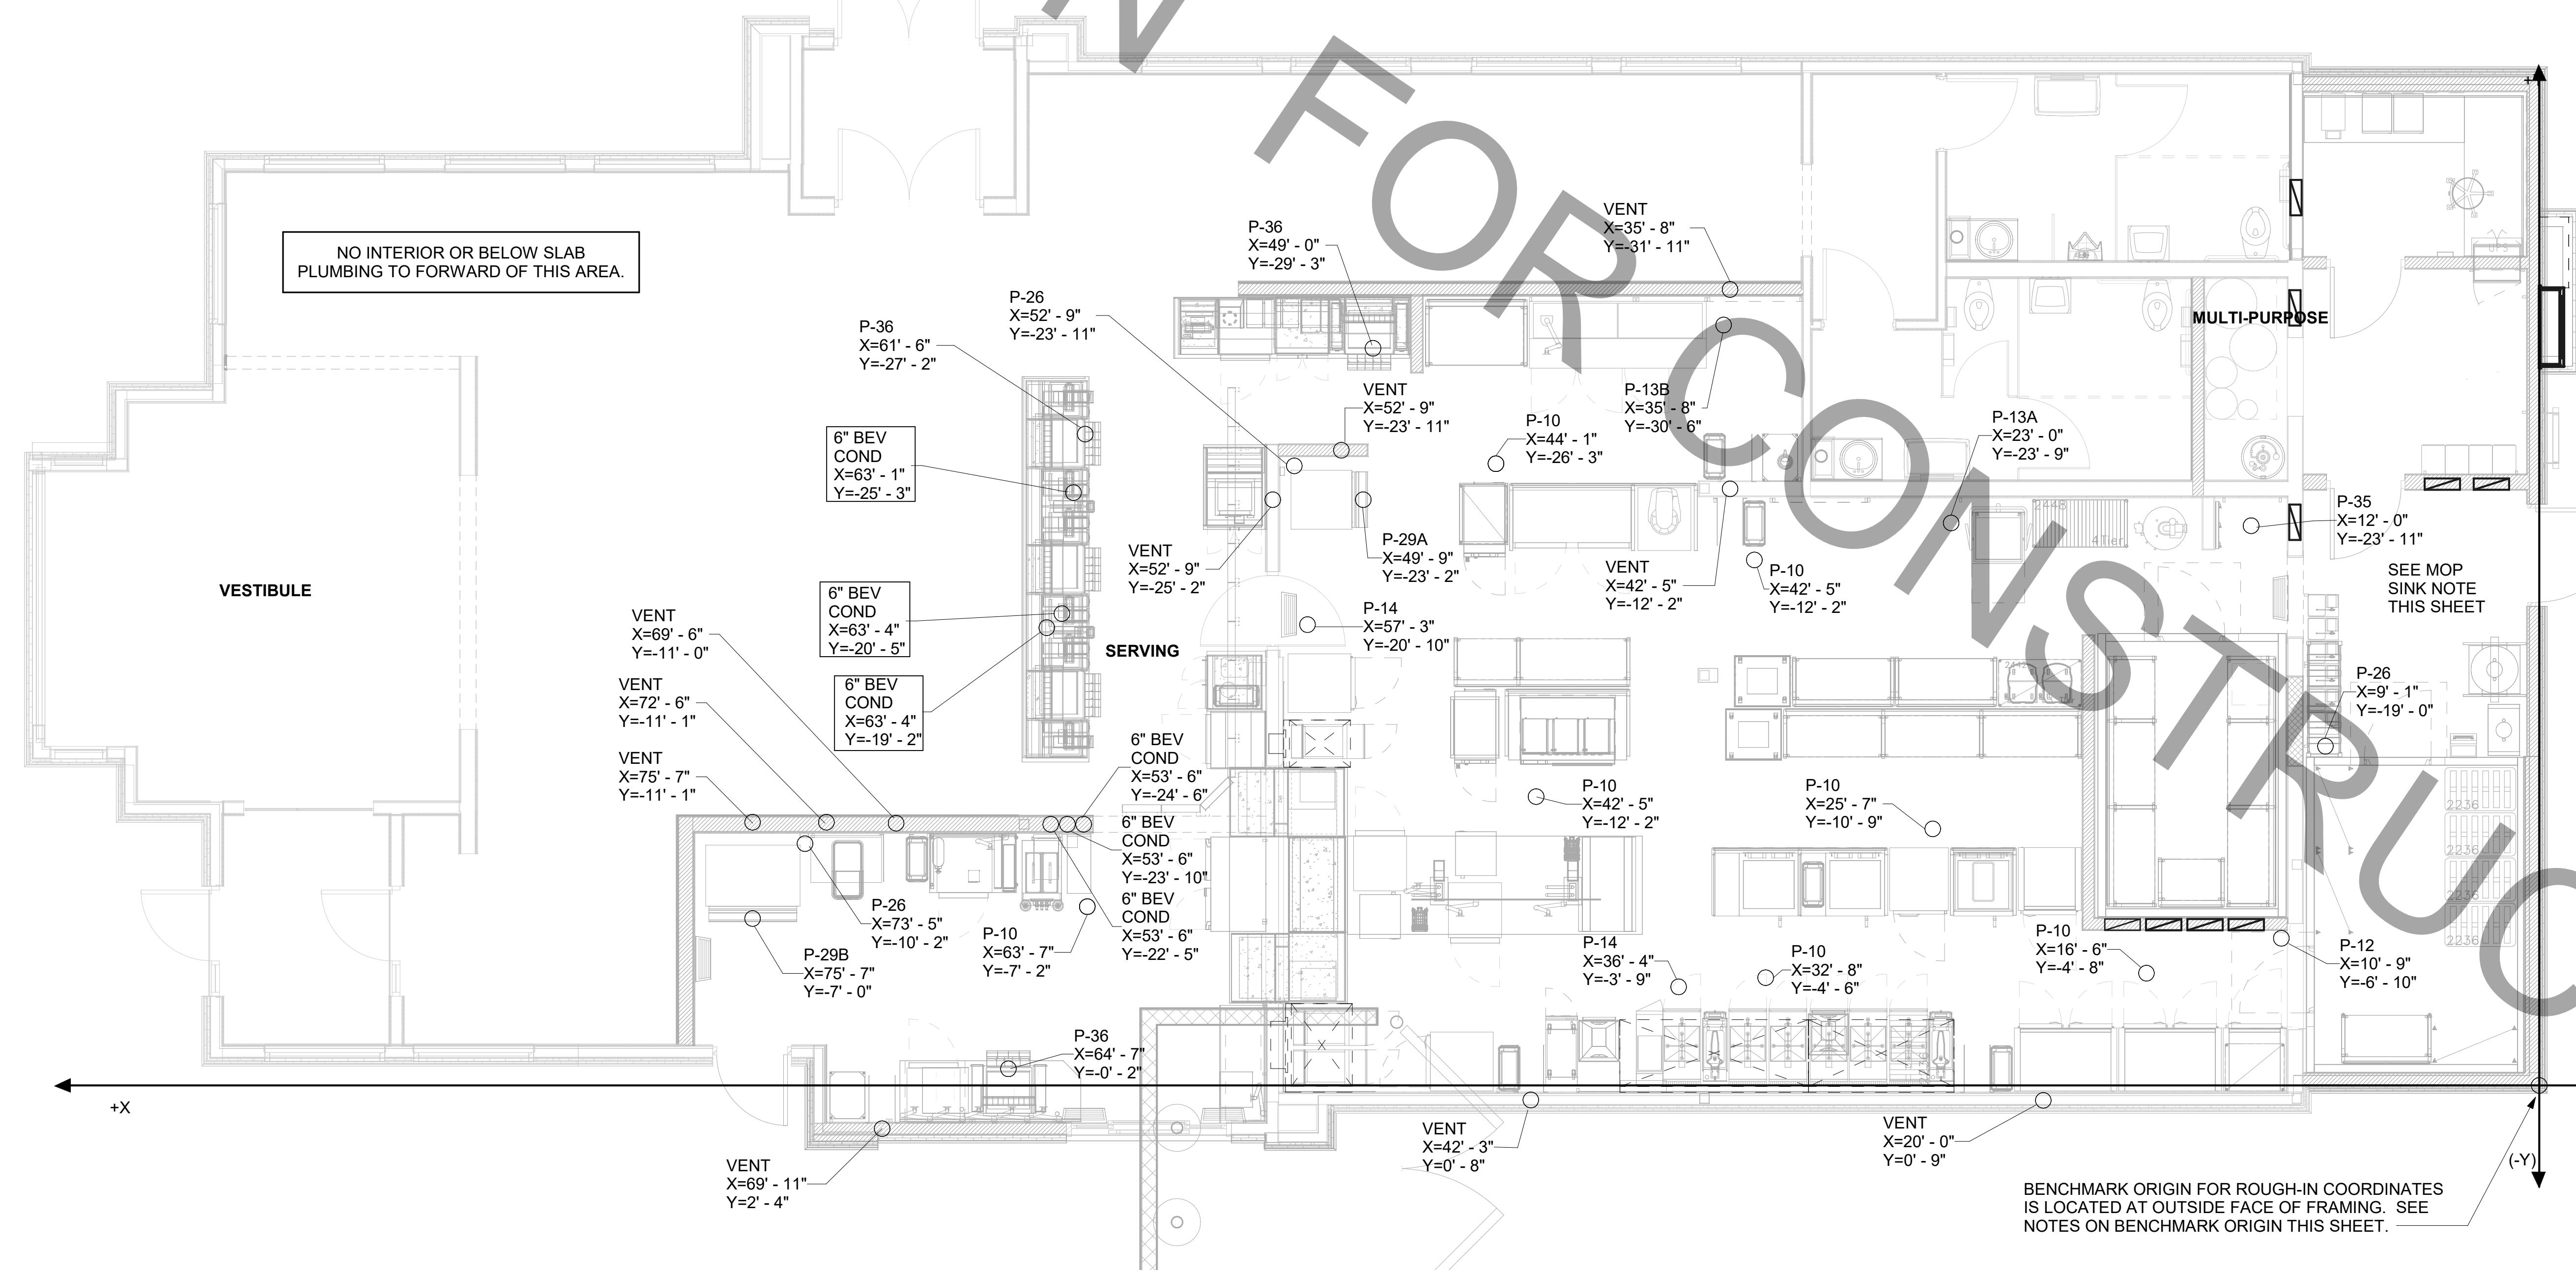 N FOR CONSTRUC
NO INTERIOR OR BELOW SLAB
PLUMBING TO FORWARD OF THIS AREA.
VENT
X=35' - 8"
Y=-31' - 11"
P-36
X=49' - 0"
Y=-29' - 3"
P-26
X=52' - 9"
Y=-23' - 11"
P-36
X=61' - 6"
Y=-27' - 2"
MULTI-PURPOSE
VENT
X=52' - 9"
Y=-23' - 11"
P-13B
X=35' - 8"
Y=-30' - 6"
P-10
X=44' - 1"
Y=-26' - 3"
P-13A
X=23' - 0"
Y=-23' - 9"
6" BEV
COND
X=63' - 1"
Y=-25' - 3"
P-35
X=12' - 0"
Y=-23' - 11"
2448
4Tier
P-29A
X=49' - 9"
Y=-23' - 2"
VENT
X=52' - 9"
Y=-25' - 2"
VENT
X=42' - 5"
Y=-12' - 2"
P-10
X=42' - 5"
Y=-12' - 2"
SEE MOP
SINK NOTE
THIS SHEET
VESTIBULE
6" BEV
COND
X=63' - 4"
Y=-20' - 5"
P-14
X=57' - 3"
Y=-20' - 10"
VENT
X=69' - 6"
Y=-11' - 0"
SERVING
P-26
X=9' - 1"
Y=-19' - 0"
VENT
X=72' - 6"
Y=-11' - 1"
6" BEV
COND
X=63' - 4"
Y=-19' - 2"
VENT
X=75' - 7"
Y=-11' - 1"
6" BEV
COND
X=53' - 6"
Y=-24' - 6"
P-10
X=42' - 5"
Y=-12' - 2"
P-10
X=25' - 7"
Y=-10' - 9"
2236
6" BEV
COND
X=53' - 6"
Y=-23' - 10"
2236
6" BEV
COND
X=53' - 6"
Y=-22' - 5"
P-26
X=73' - 5"
Y=-10' - 2"
P-10
X=63' - 7"
Y=-7' - 2"
P-29B
X=75' - 7"
Y=-7' - 0"
P-14
X=36' - 4"
Y=-3' - 9"
P-10
X=32' - 8"
Y=-4' - 6"
P-10
X=16' - 6"
Y=-4' - 8"
2236
P-12
X=10' - 9"
Y=-6' - 10"
P-36
X=64' - 7"
Y=-0' - 2"
X
+X
VENT
X=42' - 3"
Y=0' - 8"
VENT
X=20' - 0"
Y=0' - 9"
VENT
X=69' - 11"
Y=2' - 4"
(-Y)
BENCHMARK ORIGIN FOR ROUGH-IN COORDINATES
IS LOCATED AT OUTSIDE FACE OF FRAMING. SEE
NOTES ON BENCHMARK ORIGIN THIS SHEET.